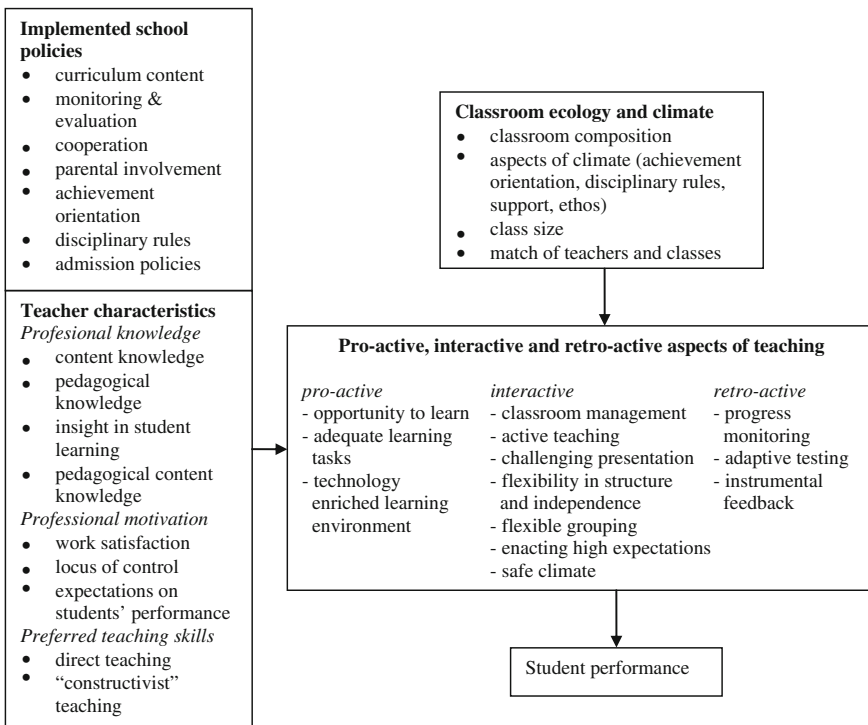 Implemented school
policies
• curriculum content
• monitoring &
evaluation
• cooperation
• parental involvement
• achievement
orientation
• disciplinary rules
• admission policies
Teacher characteristics
Profesional knowledge
• content knowledge
• pedagogical
knowledge
• insight in student
learning
• pedagogical content
knowledge
Professional motivation
• work satisfaction
• locus of control
• expectations on
students’ performance
Preferred teaching skills
• direct teaching
• “constructivist”
teaching
Classroom ecology and climate
• classroom composition
• aspects of climate (achievement
orientation, disciplinary rules,
support, ethos)
• class size
• match of teachers and classes
Pro-active, interactive and retro-active aspects of teaching
pro-active
- opportunity to learn
- adequate learning
tasks
- technology
enriched learning
environment
interactive
- classroom management
- active teaching
- challenging presentation
- flexibility in structure
and independence
- flexible grouping
- enacting high expectations
- safe climate
retro-active
- progress
monitoring
- adaptive testing
- instrumental
feedback
Student performance